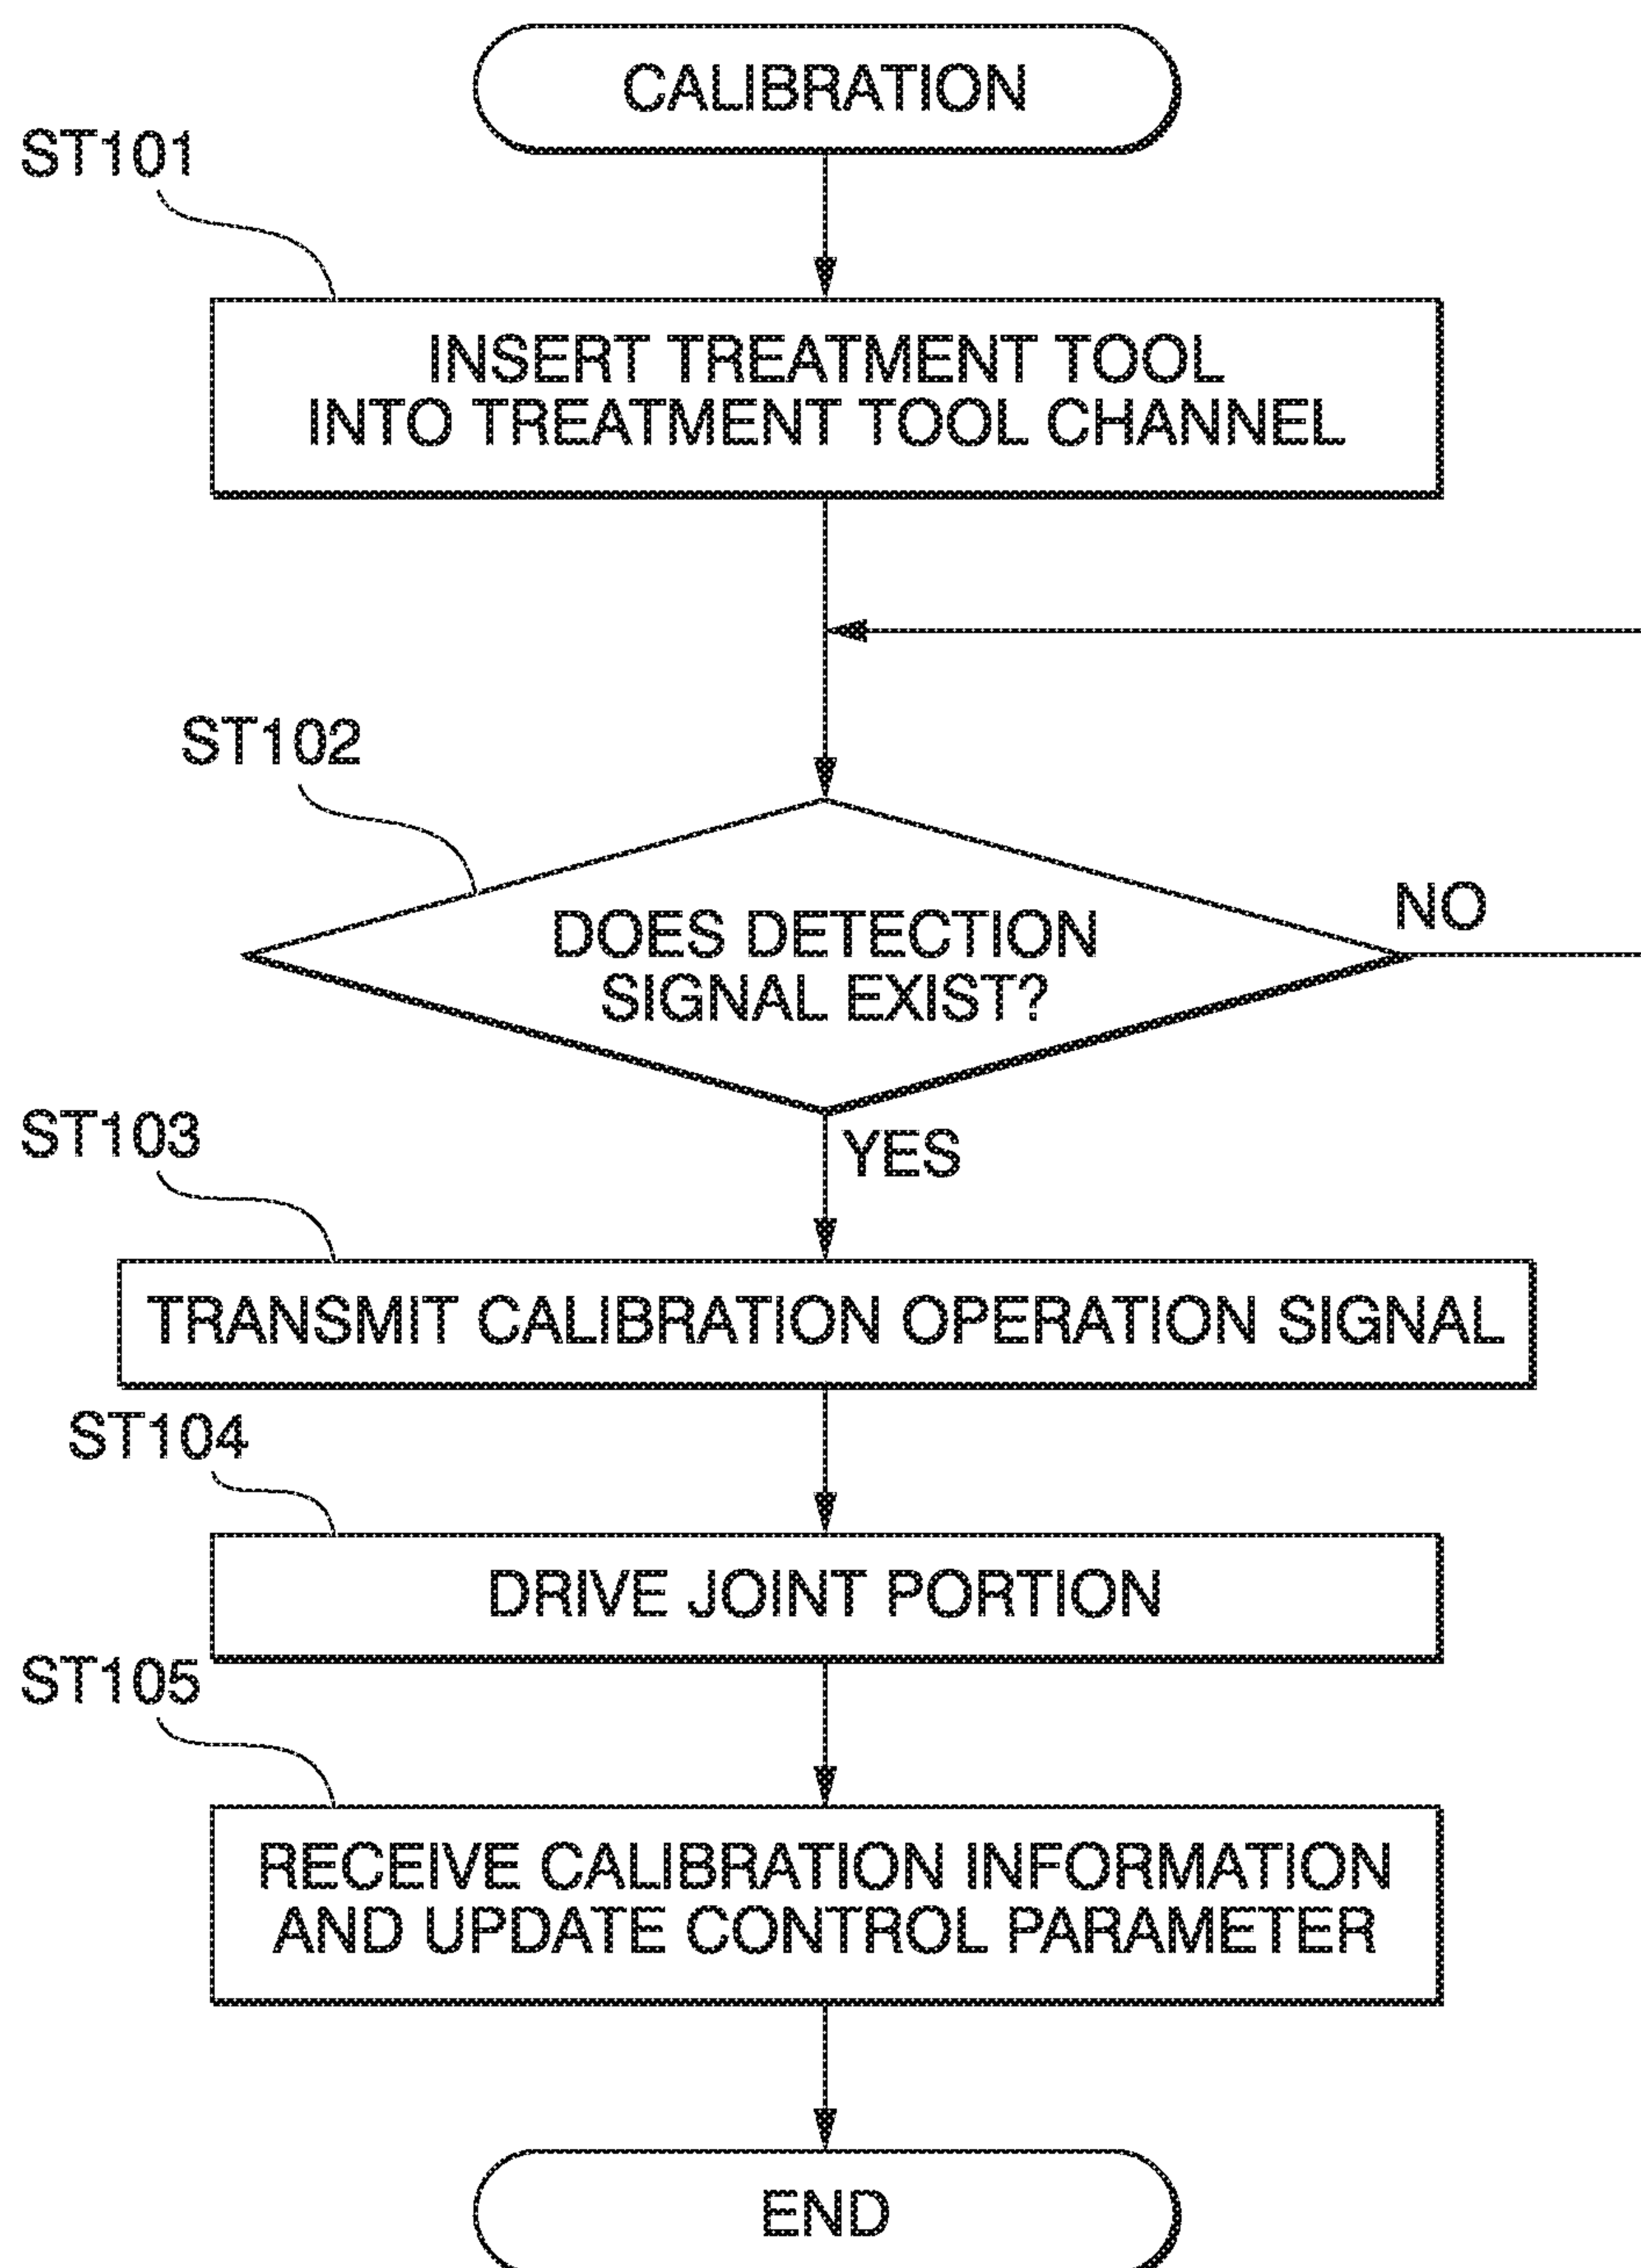 CALIBRATION
ST101
INSERT TREATMENT TOOL
INTO TREATMENT TOOL CHANNEL
ST102
DOES DETECTION
SIGNAL EXIST?
NO
YES
ST103
TRANSMIT CALIBRATION OPERATION SIGNAL
ST104
DRIVE JOINT PORTION
ST105
RECEIVE CALIBRATION INFORMATION
AND UPDATE CONTROL PARAMETER
END